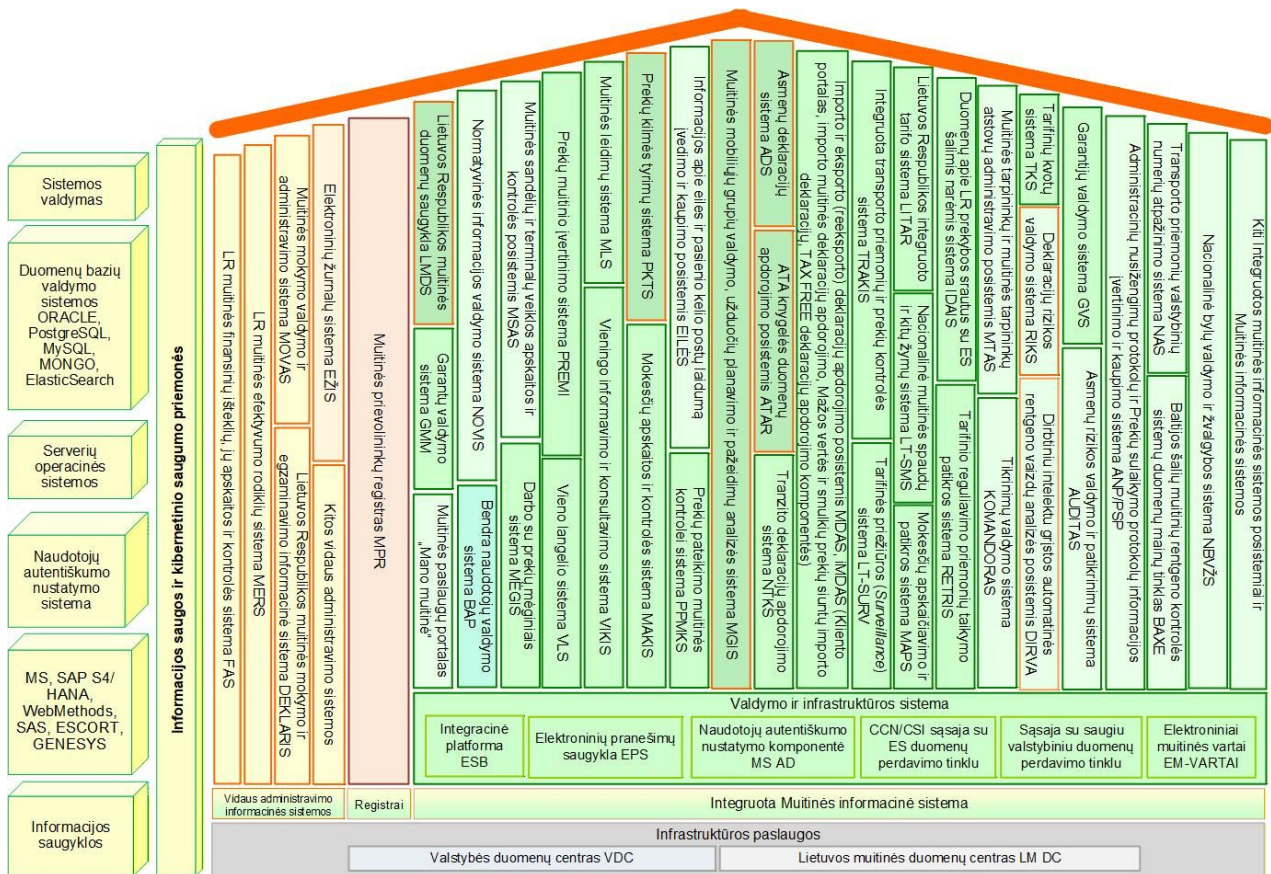 Sistemos
valdymas
Duomenų bazių
valdymo
sistemos
ORACLE,
PostgreSQL,
MySQL,
MONGO,
ElasticSearch
Serverių
operacinės
sistemos
Naudotojų
autentiškumo
nustatymo
sistema
MS, SAP S4/
HANA,
WebMethods,
SAS, ESCORT,
GENESYS
Informacijos
saugyklos
Informacijos saugos ir kibernetinio saugumo priemonės
LR muitinės finansinių išteklių, jų apskaitos ir kontrolės sistema FAS
LR muitinės efektyvumo rodiklių sistema MERS
Muitinės mokymo valdymo ir
administravimo sistema MOVAS
Lietuvos Respublikos muitinės mokymo ir
egzaminavimo informacinė sistema DEKLARIS
Elektroninių žurnalų sistema EŽIS
Kitos vidaus administravimo sistemos
Muitinės prievolininkų registras MPR
Lietuvos Respublikos muitinės
duomenų saugykla LMDS
Garantų valdymo
sistema GMM
Muitinės paslaugų portalas
„Mano muitinė"
Normatyvinės informacijos valdymo sistema NOVIS
Bendra naudotojų valdymo
sistema BAP
Muitinės sandėlių ir terminalų veiklos apskaitos ir
kontrolės posistemis MSAS
Darbo su prekių mėginiais
sistema MĖGIS
Prekių muitinio įvertinimo sistema PREMI
Vieno langelio sistema VLS
Muitinės leidimų sistema MLS
Vieningo informavimo ir konsultavimo sistema VIKIS
Prekių kilmės tyrimų sistema PKTS
Mokesčių apskaitos ir kontrolės sistema MAKIS
Informacijos apie eiles ir pasienio kelio postų laidumą
įvedimo ir kaupimo posistemis EILES
Prekių pateikimo muitinės
kontrolei sistema PPMKS
Muitinės mobiliųjų grupių valdymo, užduočių planavimo ir pažeidimų analizės sistema MGIS
Asmenų deklaracijų
sistema ADS
ATA knygelės duomenų
apdorojimo posistemis ATAR
Tranzito deklaracijų apdorojimo
sistema NTKS
Importo ir eksporto (reeksporto) deklaracijų apdorojimo posistemis MDAS, iMDAS (Kliento
portalas, importo muitinės deklaracijų apdorojimo, Mažos vertės ir smulkių prekių siuntų importo
deklaracijų, TAX FREE deklaracijų apdorojimo komponentės)
Integruota transporto priemonių ir prekių kontrolės
sistema TRAKIS
Tarifinės priežiūros (Surveillance)
sistema LT-SURV
Lietuvos Respublikos integruoto
tarifo sistema LITAR
Nacionalinė muitinės spaudų
ir kitų žymų sistema LT-SMS
Mokesčių apskaičiavimo ir
patikros sistema MAPS
Duomenų apie LR prekybos srautus su ES
šalimis narėmis sistema IDAIS
Tarifinio reguliavimo priemonių taikymo
patikros sistema RETRIS
Muitinės tarpininkų ir muitinės tarpininkų
atstovų administravimo posistemis MTAS
Tikrinimų valdymo sistema
KOMANDORAS
Tarifinių kvotų
sistema TKS
Deklaracijų rizikos
valdymo sistema RIKS
Dirbtiniu intelektu grįstos automatinės
rentgeno vaizdų analizės posistemis DIRVA
Garantijų valdymo sistema GVS
Asmenų rizikos valdymo ir patikrinimų sistema
AUDITAS
Administracinių nusižengimų protokolų ir Prekių sulaikymo protokolų informacijos
įvertinimo ir kaupimo sistema ANP/PSP
Transporto priemonių valstybinių
numerių atpažinimo sistema NAS
Baltijos šalių muitinių rentgeno kontrolės
sistemų duomenų mainų tinklas BAXE
Nacionalinė bylų valdymo ir žvalgybos sistema NBVŽS
Kiti Integruotos muitinės informacinės sistemos posistemiai ir
Muitinės informacinės sistemos
Valdymo ir infrastruktūros sistema
Integracinė
platforma
ESB
Elektroninių pranešimų
saugykla EPS
Naudotojų autentiškumo
nustatymo komponentė
MS AD
CCN/CSI sąsaja su
ES duomenų
perdavimo tinklu
Sąsaja su saugiu
valstybiniu duomenų
perdavimo tinklu
Elektroniniai
muitinės vartai
EM-VARTAI
Vidaus administravimo
informacinės sistemos
Registrai
Integruota Muitinės informacinė sistema
Infrastruktūros paslaugos
Valstybės duomenų centras VDC
Lietuvos muitinės duomenų centras LM DC